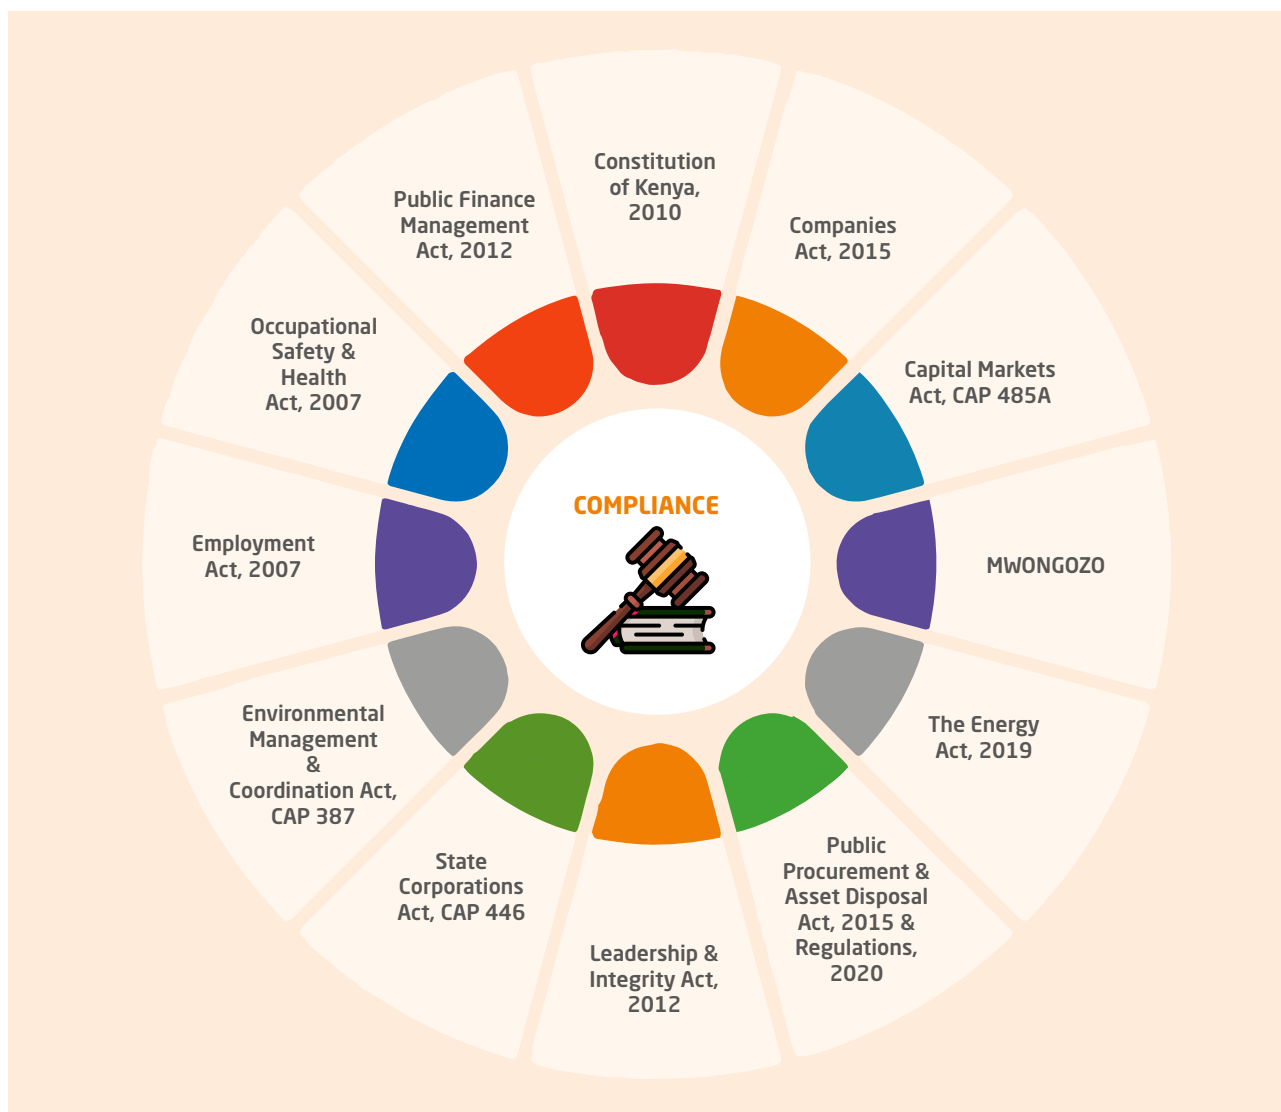 Constitution
of Kenya,
2010
Companies
Act, 2015
Capital Markets
Act, CAP 485A
MWONGOZO
The Energy
Act, 2019
Public
Procurement &
Asset Disposal
Act, 2015 &
Regulations,
2020
Leadership &
Integrity Act,
2012
State
Corporations
Act, CAP 446
Environmental
Management
&
Coordination Act,
CAP 387
Employment
Act, 2007
Occupational
Safety &
Health
Act, 2007
Public Finance
Management
Act, 2012
COMPLIANCE